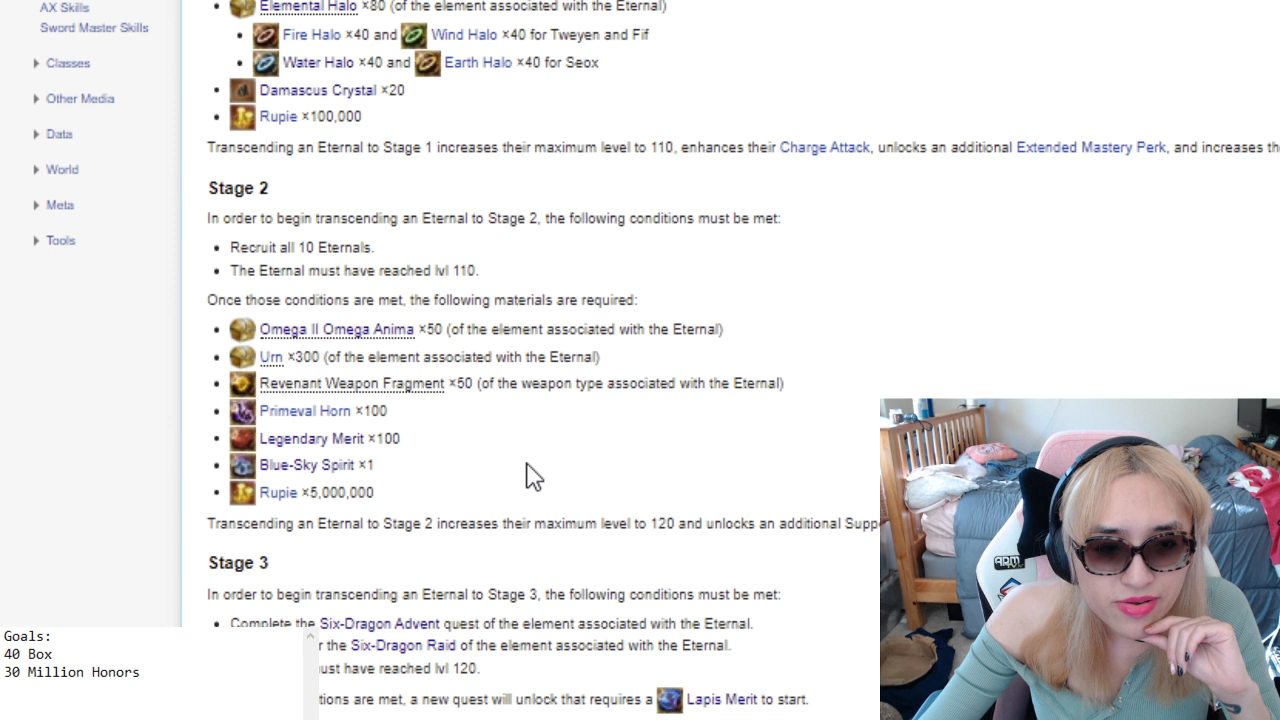 AX Skills
Sword Master Skills
Classes
Other Media
Data
World
Meta
Tools
Elemental Halo ×80 (of the element associated with the Eternal)
Fire Halo ×40 and Wind Halo ×40 for Tweyen and Fif
Water Halo ×40 and Earth Halo ×40 for Seox
Damascus Crystal ×20
Rupie ×100,000
Transcending an Eternal to Stage 1 increases their maximum level to 110, enhances their Charge Attack, unlocks an additional Extended Mastery Perk, and increases th
Stage 2
In order to begin transcending an Eternal to Stage 2, the following conditions must be met:
Recruit all 10 Eternals.
The Eternal must have reached lvl 110.
Once those conditions are met, the following materials are required:
Omega II Omega Anima ×50 (of the element associated with the Eternal)
Urn ×300 (of the element associated with the Eternal)
Revenant Weapon Fragment ×50 (of the weapon type associated with the Eternal)
Primeval Horn ×100
Legendary Merit ×100
Blue-Sky Spirit ×1
Rupie ×5,000,000
Transcending an Eternal to Stage 2 increases their maximum level to 120 and unlocks an additional Supp
Stage 3
In order to begin transcending an Eternal to Stage 3, the following conditions must be met:
Complete the Six-Dragon Advent quest of the element associated with the Eternal.
r the Six-Dragon Raid of the element associated with the Eternal.
ust have reached lvl 120.
tions are met, a new quest will unlock that requires a Lapis Merit to start.
Goals:
40 Box
30 Million Honors